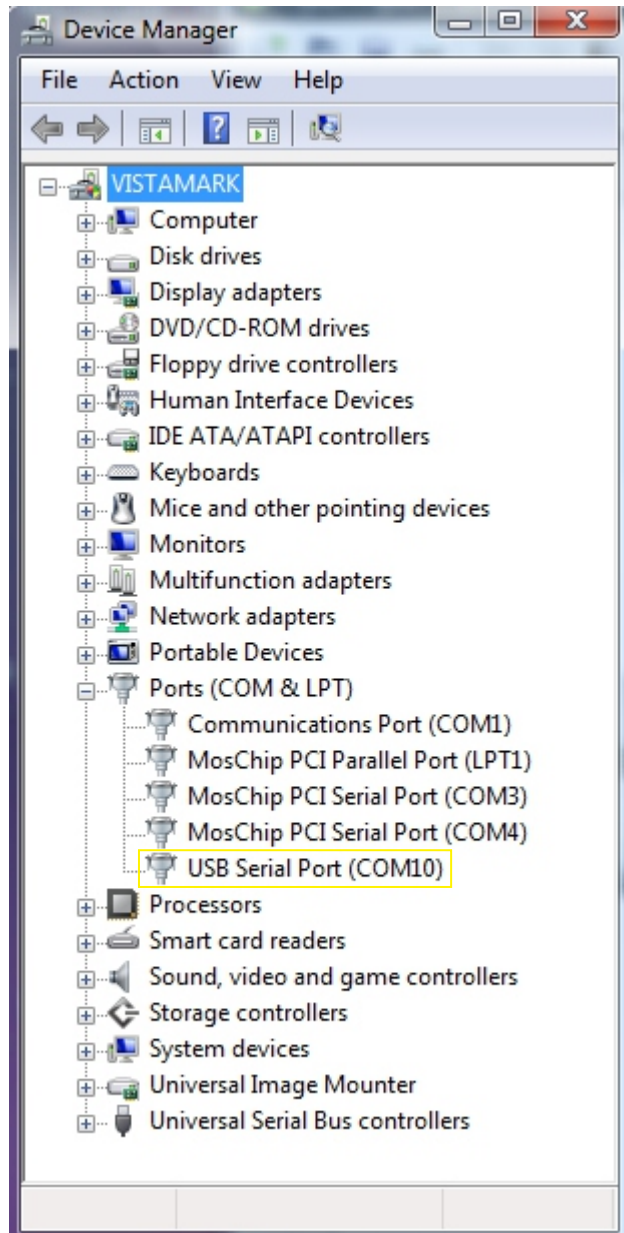 Device Manager
File Action View Help
VISTAMARK
Computer
Disk drives
Display adapters
DVD/CD-ROM drives
Floppy drive controllers
Human Interface Devices
IDE ATA/ATAPI controllers
Keyboards
Mice and other pointing devices
Monitors
Multifunction adapters
Network adapters
Portable Devices
Ports (COM & LPT)
Communications Port (COM1)
MosChip PCI Parallel Port (LPT1)
MosChip PCI Serial Port (COM3)
MosChip PCI Serial Port (COM4)
USB Serial Port (COM10)
Processors
Smart card readers
Sound, video and game controllers
Storage controllers
System devices
Universal Image Mounter
Universal Serial Bus controllers